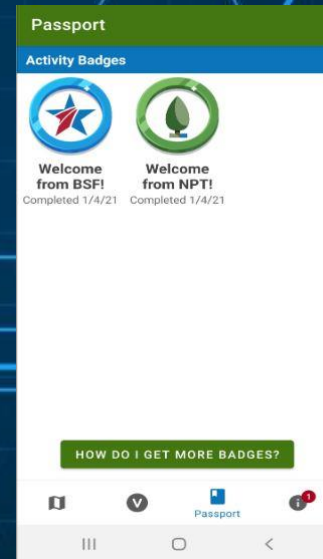 Passport
Activity Badges
Welcome from BSF!
Completed 1/4/21
Welcome from NPT!
Completed 1/4/21
HOW DO I GET MORE BADGES?
V
Passport
1